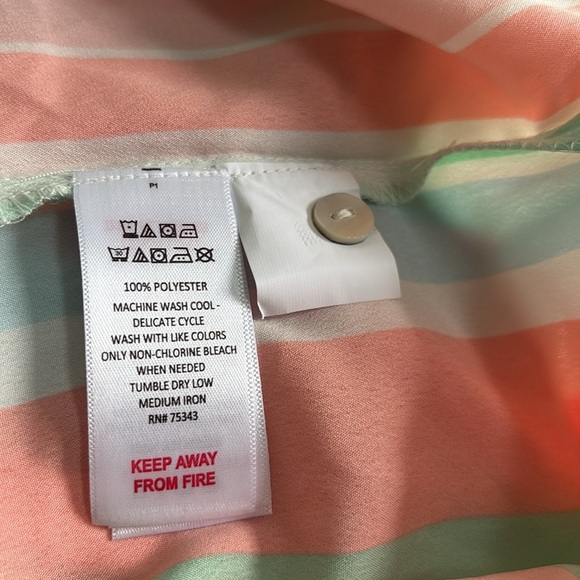 P1
30
100% POLYESTER
MACHINE WASH COOL -
DELICATE CYCLE
WASH WITH LIKE COLORS
ONLY NON-CHLORINE BLEACH
WHEN NEEDED
TUMBLE DRY LOW
MEDIUM IRON
RN# 75343
KEEP AWAY
FROM FIRE